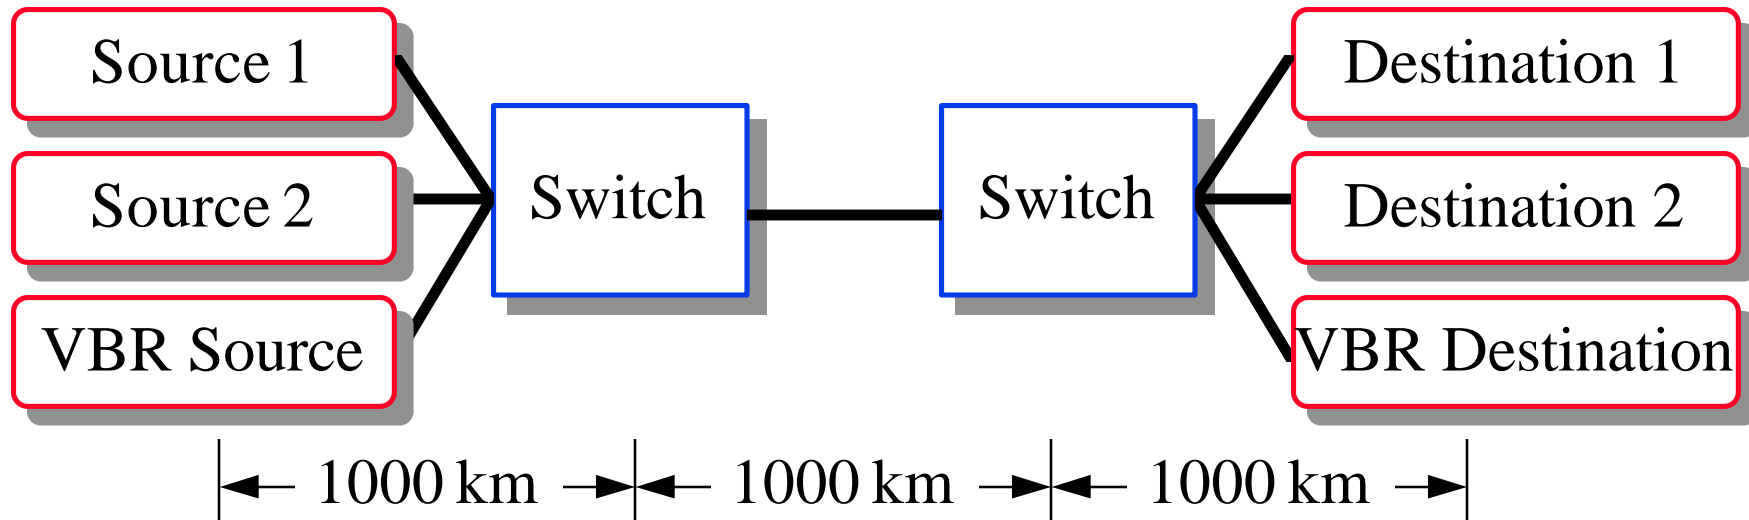 Source 1
Source 2
VBR Source
Switch
Switch
Destination 1
Destination 2
VBR Destination
1000 km
1000 km
1000 km